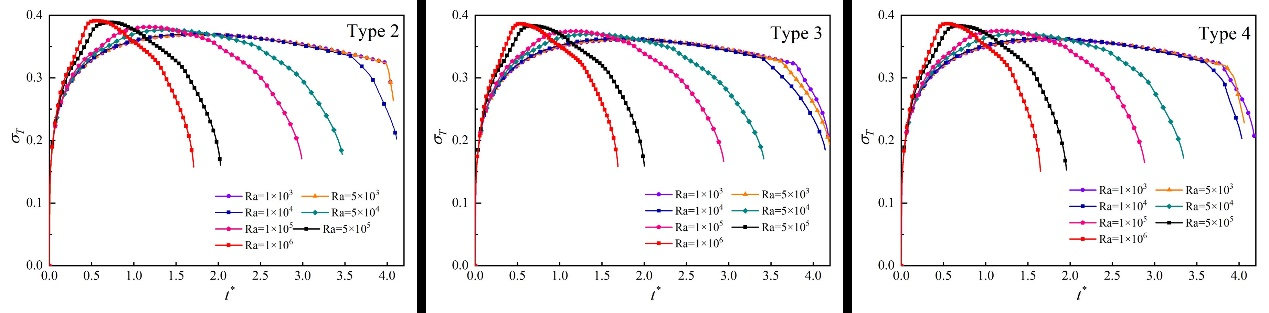 0.4
Type 2
0.3
σT
0.2
Ra=1×10³ Ra=5×10³
0.1
Ra=1×10⁴ Ra=5×10⁴
Ra=1×10⁵ Ra=5×10⁵
Ra=1×10⁶
0.0
0.0 0.5 1.0 1.5 2.0 2.5 3.0 3.5 4.0
t*
0.4
Type 3
0.3
σT
0.2
Ra=1×10³ Ra=5×10³
0.1
Ra=1×10⁴ Ra=5×10⁴
Ra=1×10⁵ Ra=5×10⁵
Ra=1×10⁶
0.0
0.0 0.5 1.0 1.5 2.0 2.5 3.0 3.5 4.0
t*
0.4
Type 4
0.3
σT
0.2
Ra=1×10³ Ra=5×10³
0.1
Ra=1×10⁴ Ra=5×10⁴
Ra=1×10⁵ Ra=5×10⁵
Ra=1×10⁶
0.0
0.0 0.5 1.0 1.5 2.0 2.5 3.0 3.5 4.0
t*